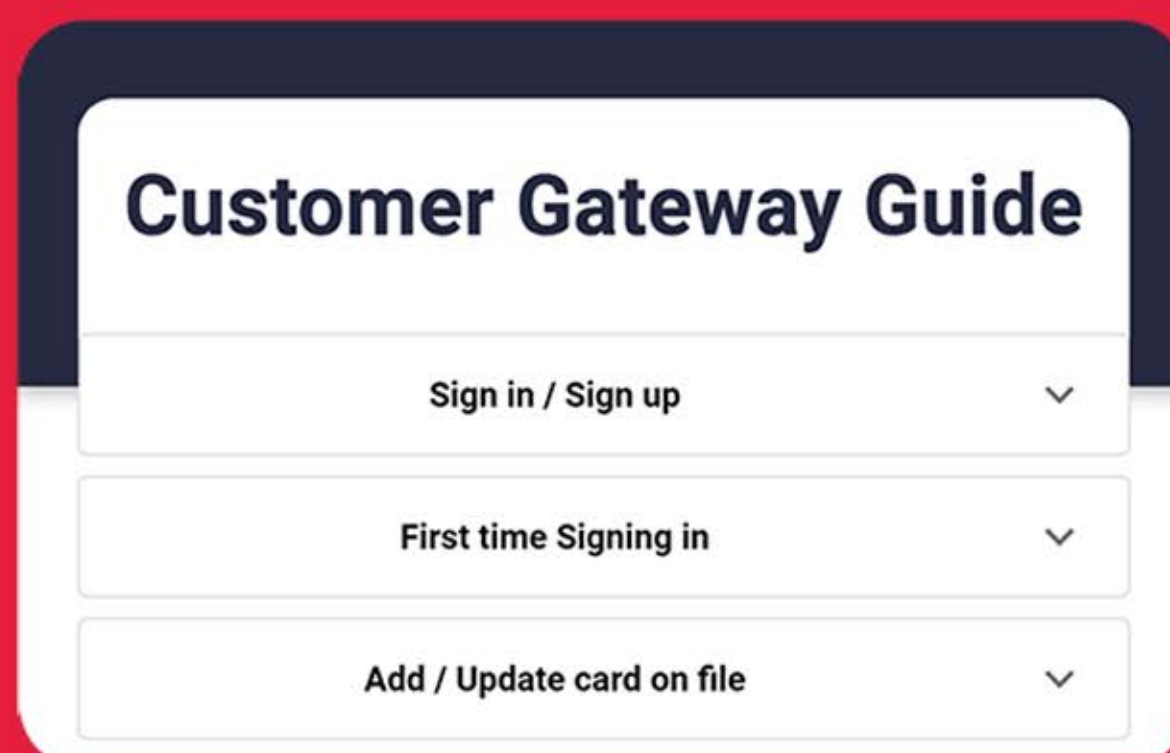 Customer Gateway Guide
Sign in / Sign up
First time Signing in
Add / Update card on file